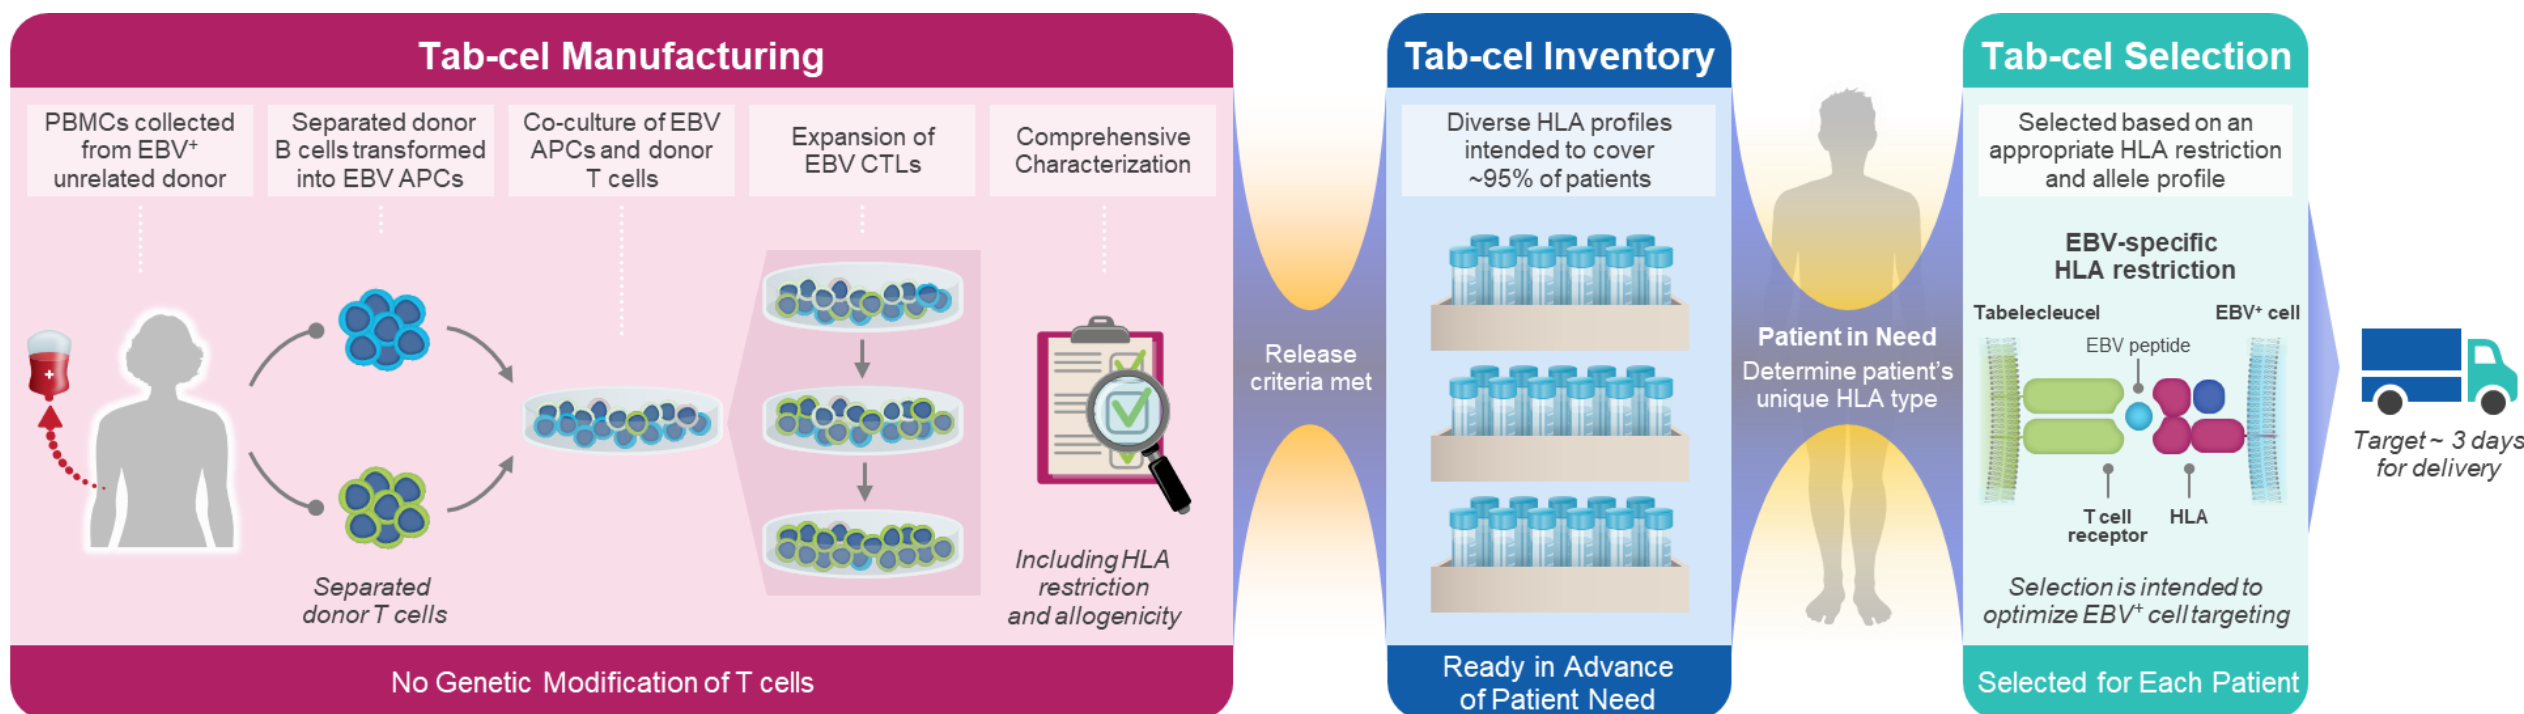 Tab-cel Manufacturing
PBMCs collected
from EBV⁺
unrelated donor
Separated donor
B cells transformed
into EBV APCs
Co-culture of EBV
APCs and donor
T cells
Expansion of
EBV CTLs
Comprehensive
Characterization
Separated
donor T cells
Including HLA
restriction
and allogenicity
No Genetic Modification of T cells
Release
criteria met
Tab-cel Inventory
Diverse HLA profiles
intended to cover
~95% of patients
Ready in Advance
of Patient Need
Patient in Need
Determine patient's
unique HLA type
Tab-cel Selection
Selected based on an
appropriate HLA restriction
and allele profile
EBV-specific
HLA restriction
Tabelecleucel
EBV⁺ cell
EBV peptide
T cell
receptor
HLA
Selection is intended to
optimize EBV⁺ cell targeting
Selected for Each Patient
Target ~ 3 days
for delivery